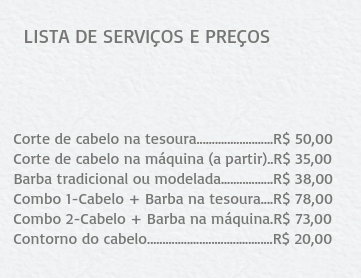 LISTA DE SERVIÇOS E PREÇOS
Corte de cabelo na tesoura.........................R$ 50,00
Corte de cabelo na máquina (a partir)..R$ 35,00
Barba tradicional ou modelada.................R$ 38,00
Combo 1-Cabelo + Barba na tesoura....R$ 78,00
Combo 2-Cabelo + Barba na máquina.R$ 73,00
Contorno do cabelo.........................................R$ 20,00